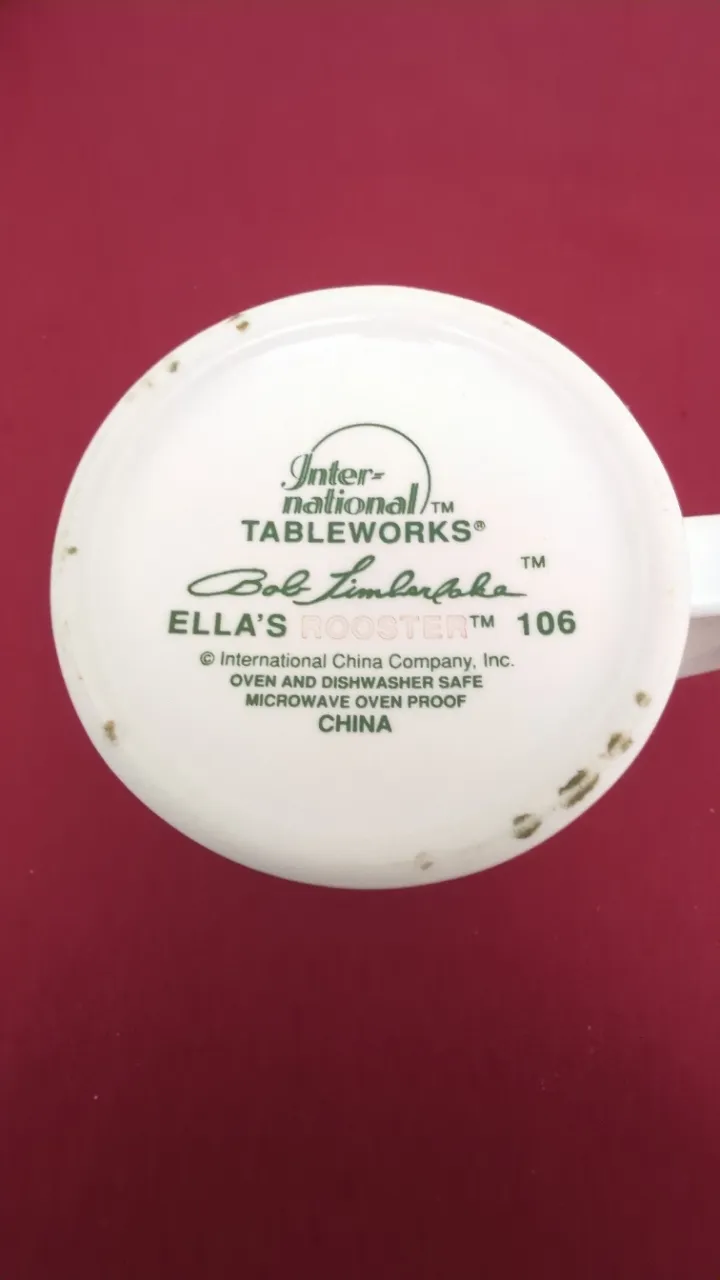 Inter-
national™
TABLEWORKS®
Bob Timberlake™
ELLA'S ROOSTER™ 106
© International China Company, Inc.
OVEN AND DISHWASHER SAFE
MICROWAVE OVEN PROOF
CHINA